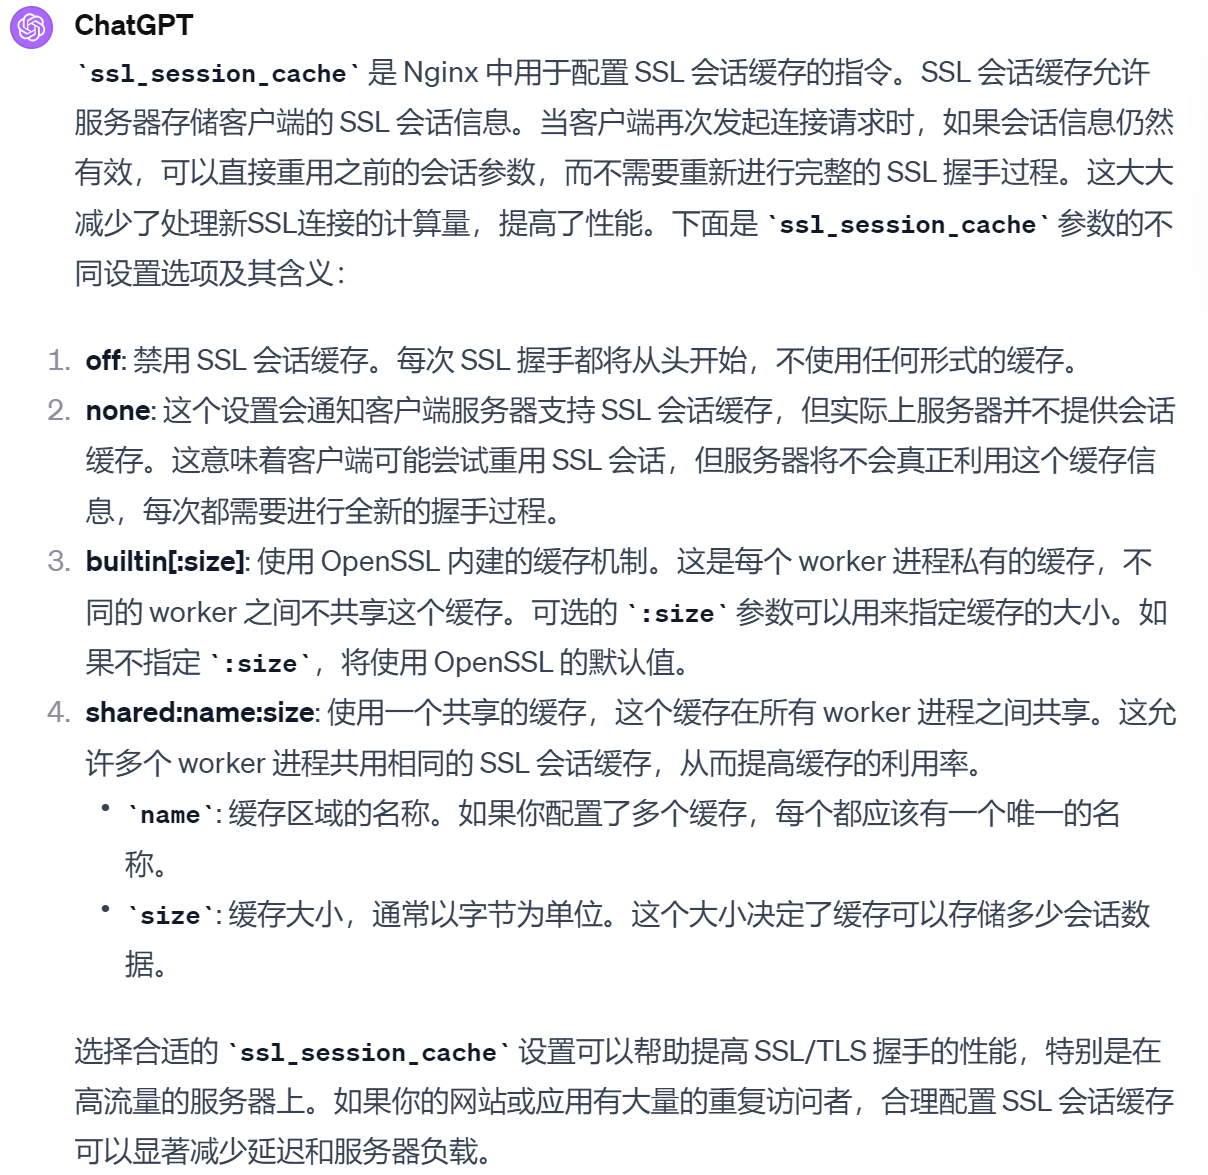 ChatGPT
`ssl_session_cache` 是 Nginx 中用于配置 SSL 会话缓存的指令。SSL 会话缓存允许
服务器存储客户端的 SSL 会话信息。当客户端再次发起连接请求时，如果会话信息仍然
有效，可以直接重用之前的会话参数，而不需要重新进行完整的 SSL 握手过程。这大大
减少了处理新SSL连接的计算量，提高了性能。下面是 `ssl_session_cache` 参数的不
同设置选项及其含义：
1. off: 禁用 SSL 会话缓存。每次 SSL 握手都将从头开始，不使用任何形式的缓存。
2. none: 这个设置会通知客户端服务器支持 SSL 会话缓存，但实际上服务器并不提供会话
缓存。这意味着客户端可能尝试重用 SSL 会话，但服务器将不会真正利用这个缓存信
息，每次都需要进行全新的握手过程。
3. builtin[:size]: 使用 OpenSSL 内建的缓存机制。这是每个 worker 进程私有的缓存，不
同的 worker 之间不共享这个缓存。可选的 `:size` 参数可以用来指定缓存的大小。如
果不指定 `:size`，将使用 OpenSSL 的默认值。
4. shared:name:size: 使用一个共享的缓存，这个缓存在所有 worker 进程之间共享。这允
许多个 worker 进程共用相同的 SSL 会话缓存，从而提高缓存的利用率。
• `name`: 缓存区域的名称。如果你配置了多个缓存，每个都应该有一个唯一的名
称。
• `size`: 缓存大小，通常以字节为单位。这个大小决定了缓存可以存储多少会话数
据。
选择合适的 `ssl_session_cache` 设置可以帮助提高 SSL/TLS 握手的性能，特别是在
高流量的服务器上。如果你的网站或应用有大量的重复访问者，合理配置 SSL 会话缓存
可以显著减少延迟和服务器负载。